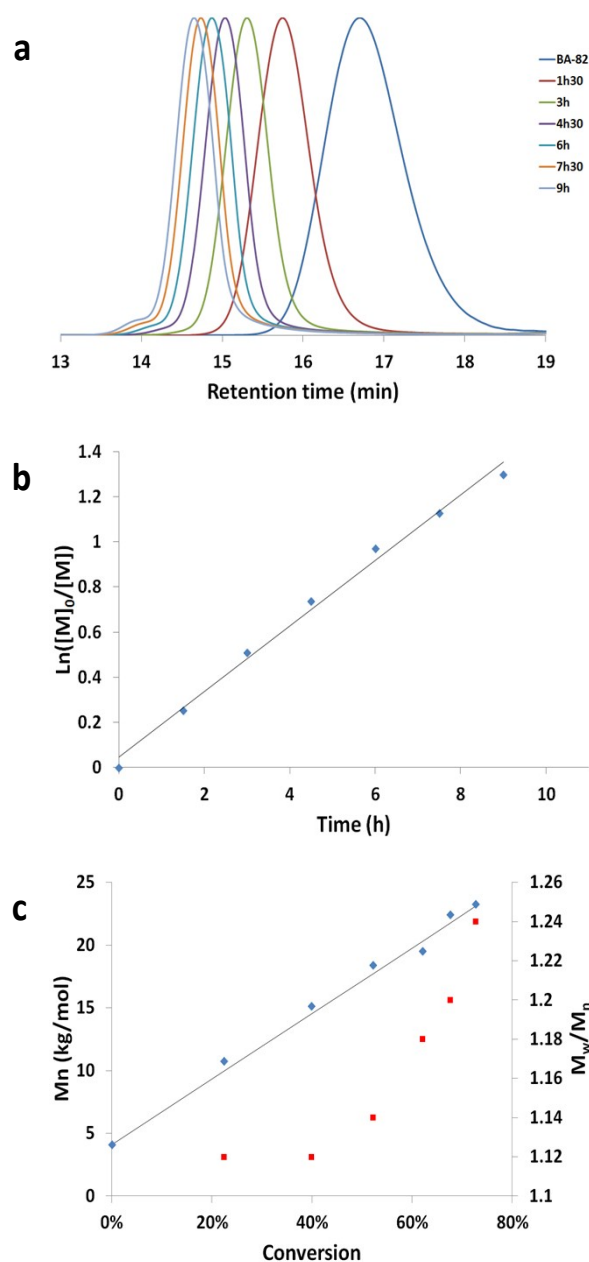 a
BA-82
1h30
3h
4h30
6h
7h30
9h
13 14 15 16 17 18 19
Retention time (min)
b
1.4
1.2
1
0.8
0.6
0.4
0.2
0
Ln([M]₀/[M])
0 2 4 6 8 10
Time (h)
c
25
20
15
10
5
0
Mn (kg/mol)
1.26
1.24
1.22
1.2
1.18
1.16
1.14
1.12
1.1
Mw/Mn
0% 20% 40% 60% 80%
Conversion